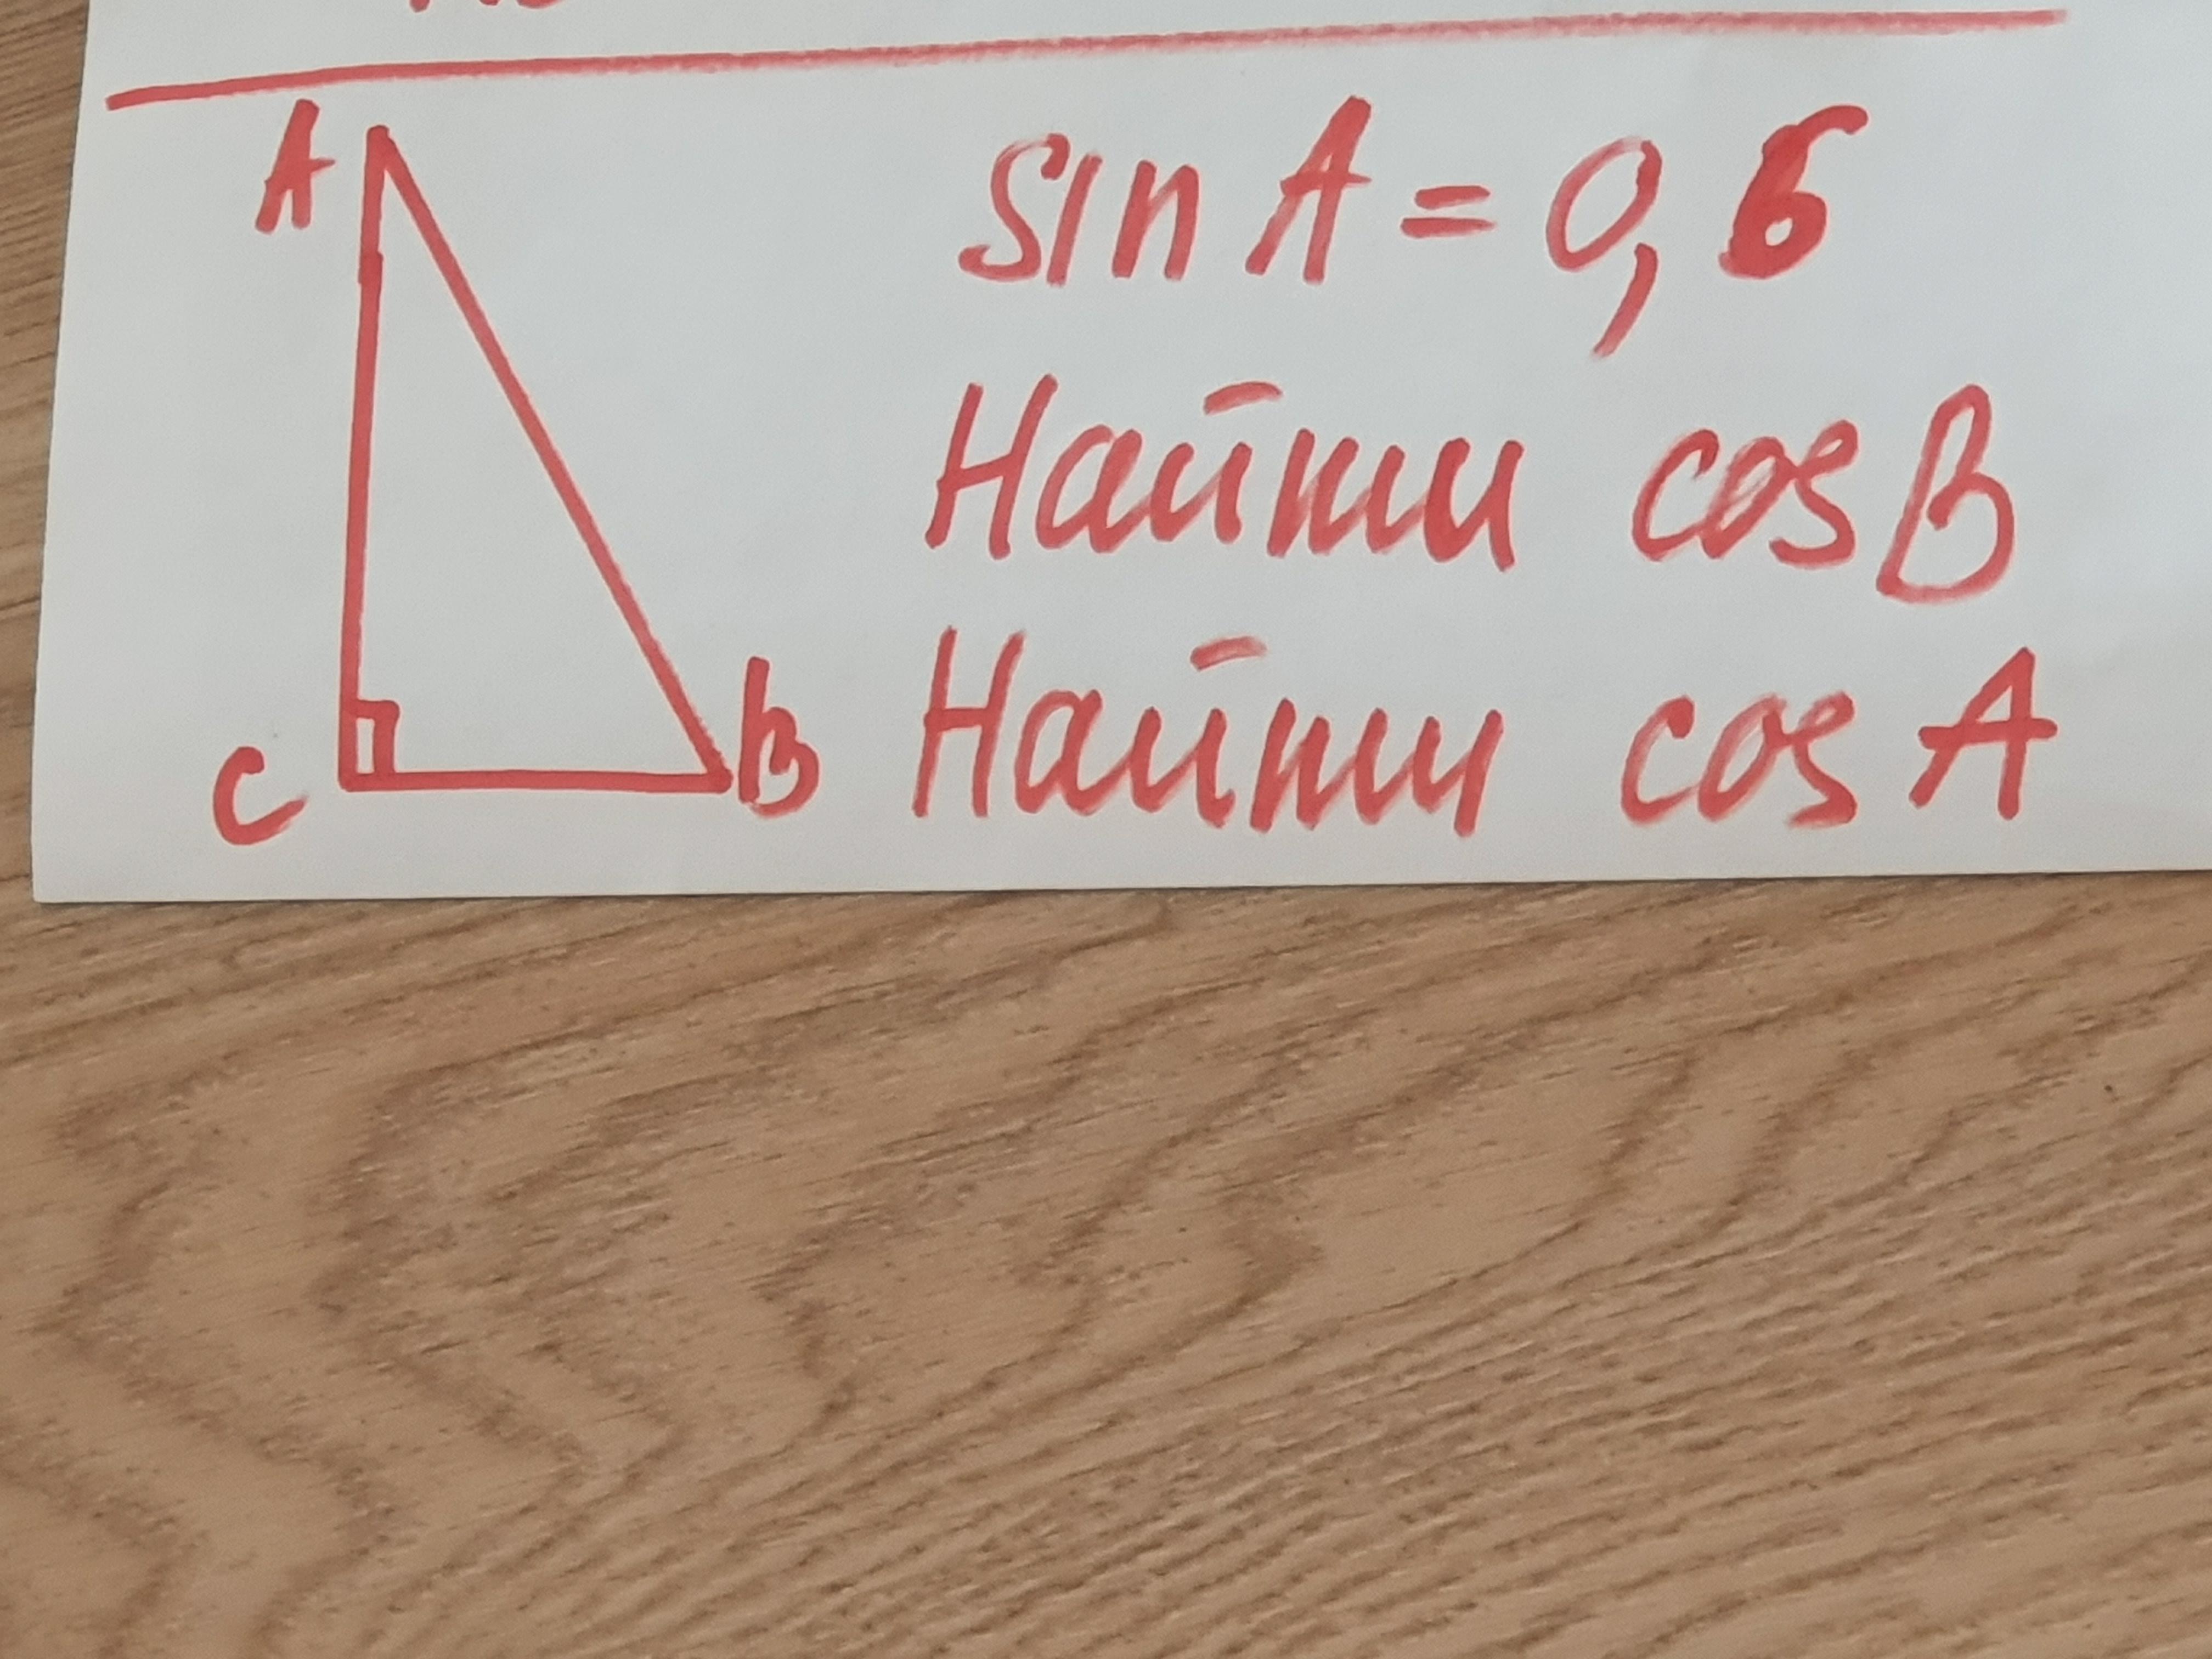 A
sin A = 0,6
Найти cos B
C
B
Найти cos A